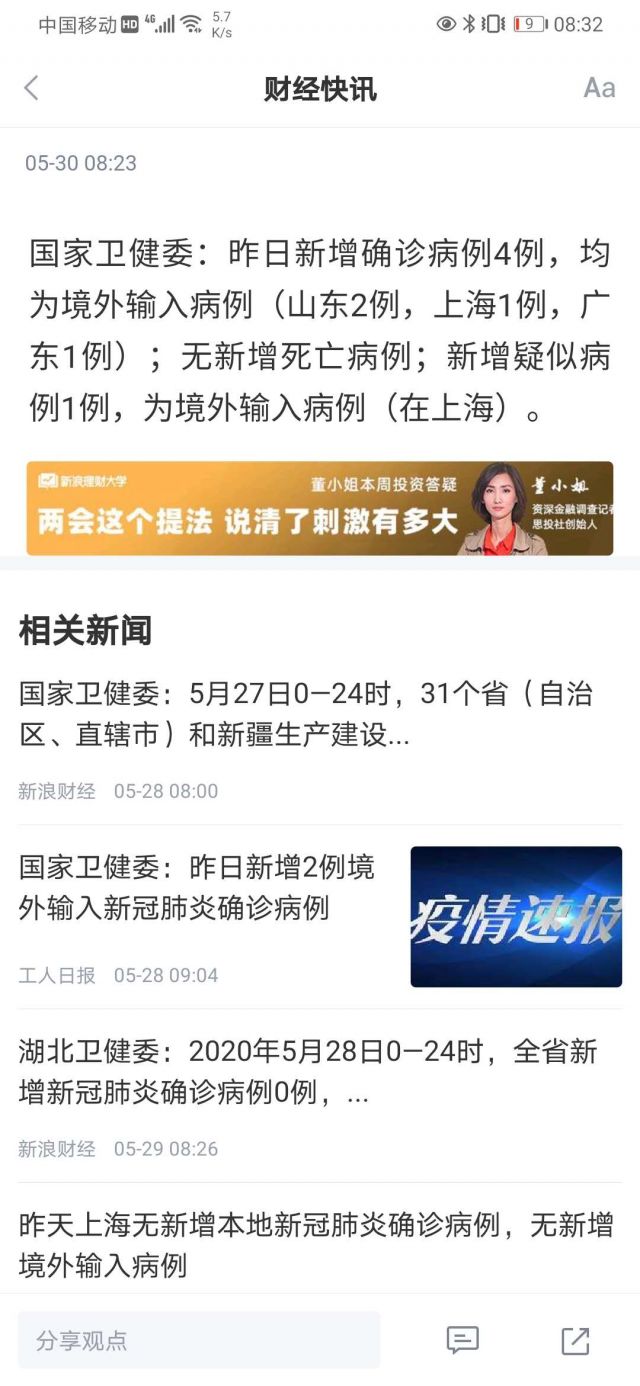 中国移动 HD 4G 5.7 K/s 9 08:32
财经快讯 Aa
05-30 08:23
国家卫健委：昨日新增确诊病例4例，均
为境外输入病例（山东2例，上海1例，广
东1例）；无新增死亡病例；新增疑似病
例1例，为境外输入病例（在上海）。
新浪理财大学
董小姐本周投资答疑
两会这个提法 说清了刺激有多大
董小姐
资深金融调查记者
思投社创始人
相关新闻
国家卫健委：5月27日0—24时，31个省（自治
区、直辖市）和新疆生产建设...
新浪财经 05-28 08:00
国家卫健委：昨日新增2例境
外输入新冠肺炎确诊病例
疫情速报
工人日报 05-28 09:04
湖北卫健委：2020年5月28日0—24时，全省新
增新冠肺炎确诊病例0例，...
新浪财经 05-29 08:26
昨天上海无新增本地新冠肺炎确诊病例，无新增
境外输入病例
分享观点